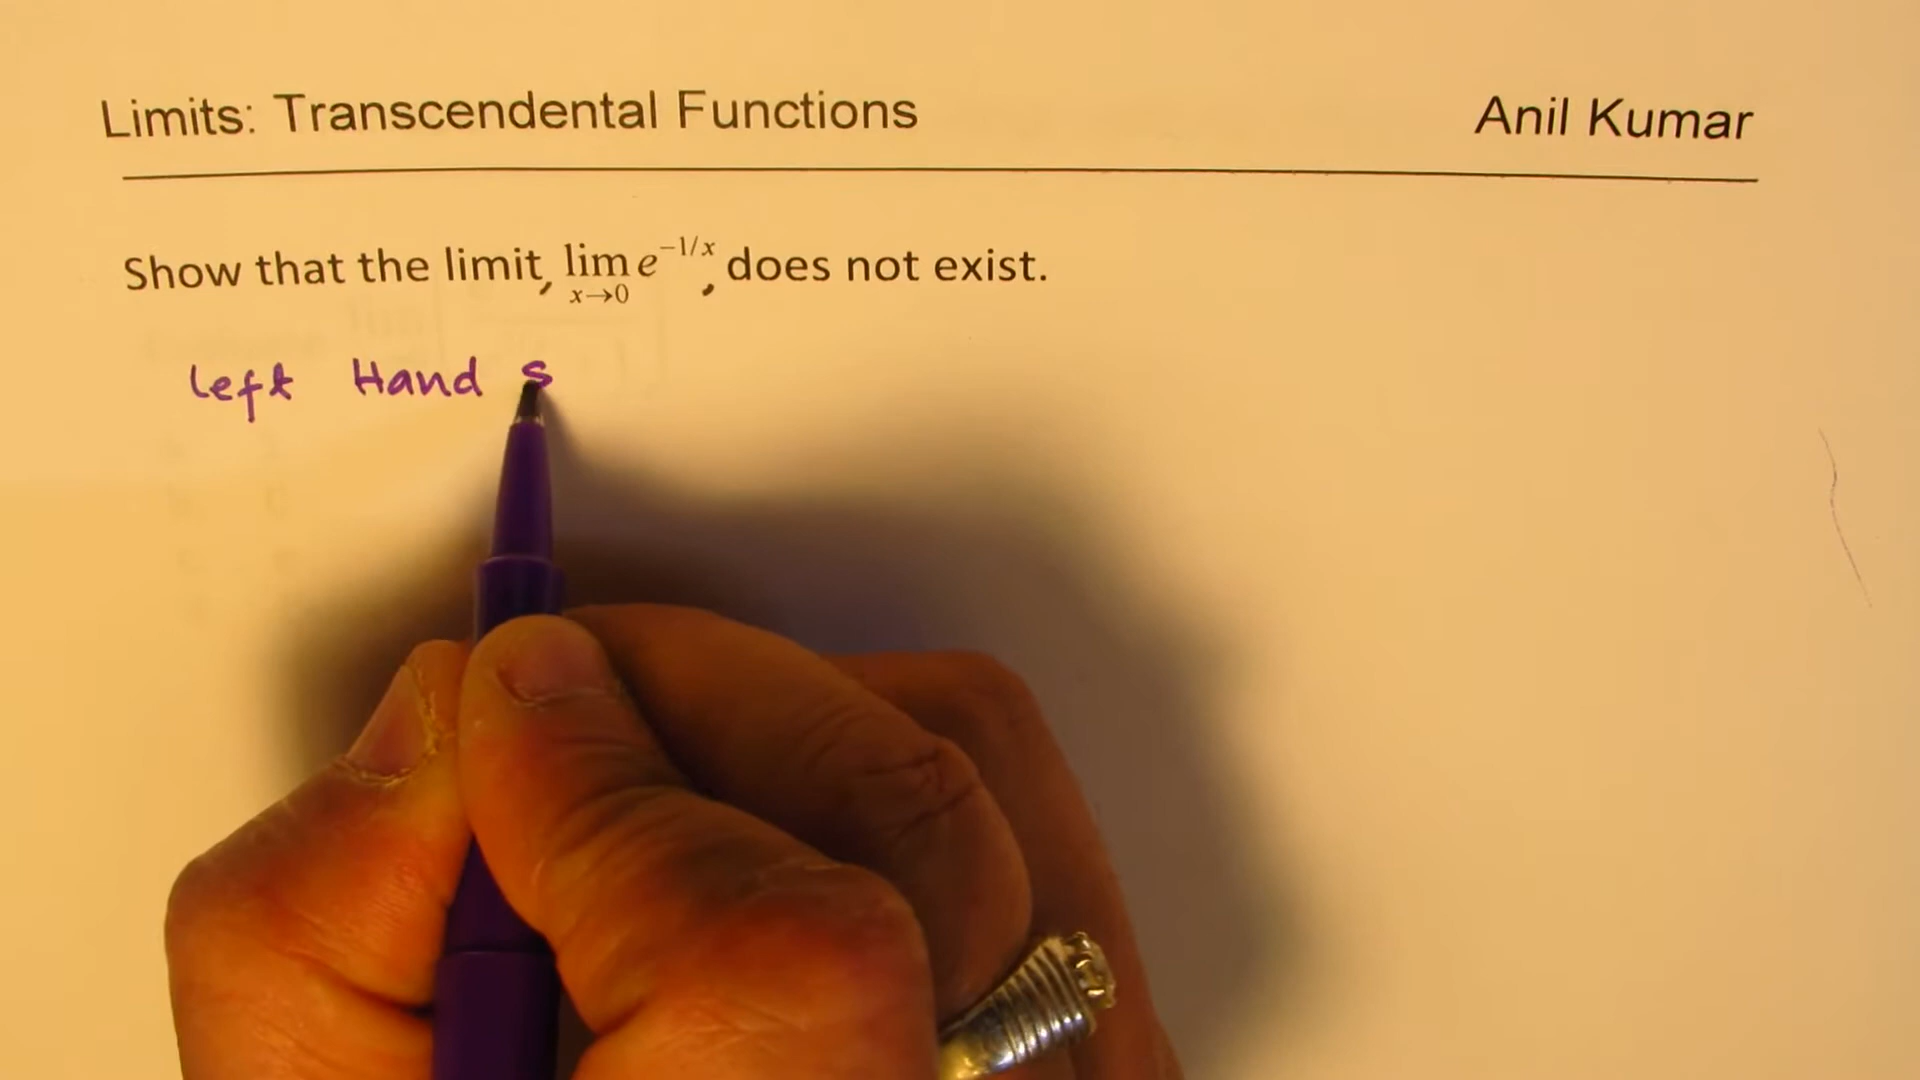 Limits: Transcendental Functions Anil Kumar
Show that the limit, lim x→0 e^{-1/x}, does not exist.
left Hand S